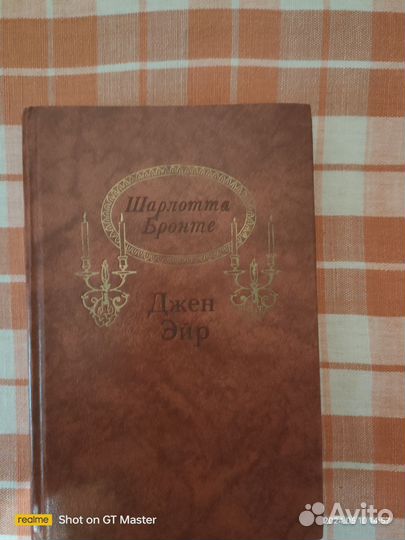 Шарлотта
Бронте
Джен
Эйр
realme
Shot on GT Master
Avito